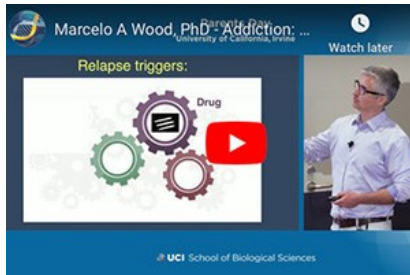 Parents Day
Marcelo A Wood, PhD - Addiction: ...
University of California, Irvine
Watch later
Relapse triggers:
Drug
UCI School of Biological Sciences